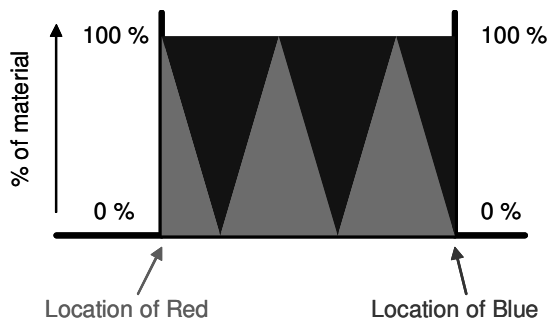 100 %
100 %
% of material
0 %
0 %
Location of Red
Location of Blue